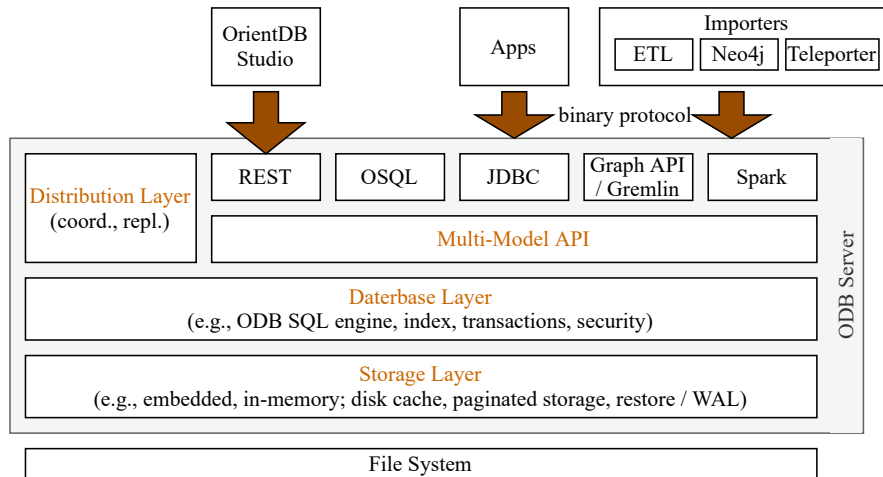 OrientDB
Studio
Apps
Importers
ETL
Neo4j
Teleporter
binary protocol
Distribution Layer
(coord., repl.)
REST
OSQL
JDBC
Graph API
/ Gremlin
Spark
Multi-Model API
Daterbase Layer
(e.g., ODB SQL engine, index, transactions, security)
Storage Layer
(e.g., embedded, in-memory; disk cache, paginated storage, restore / WAL)
ODB Server
File System